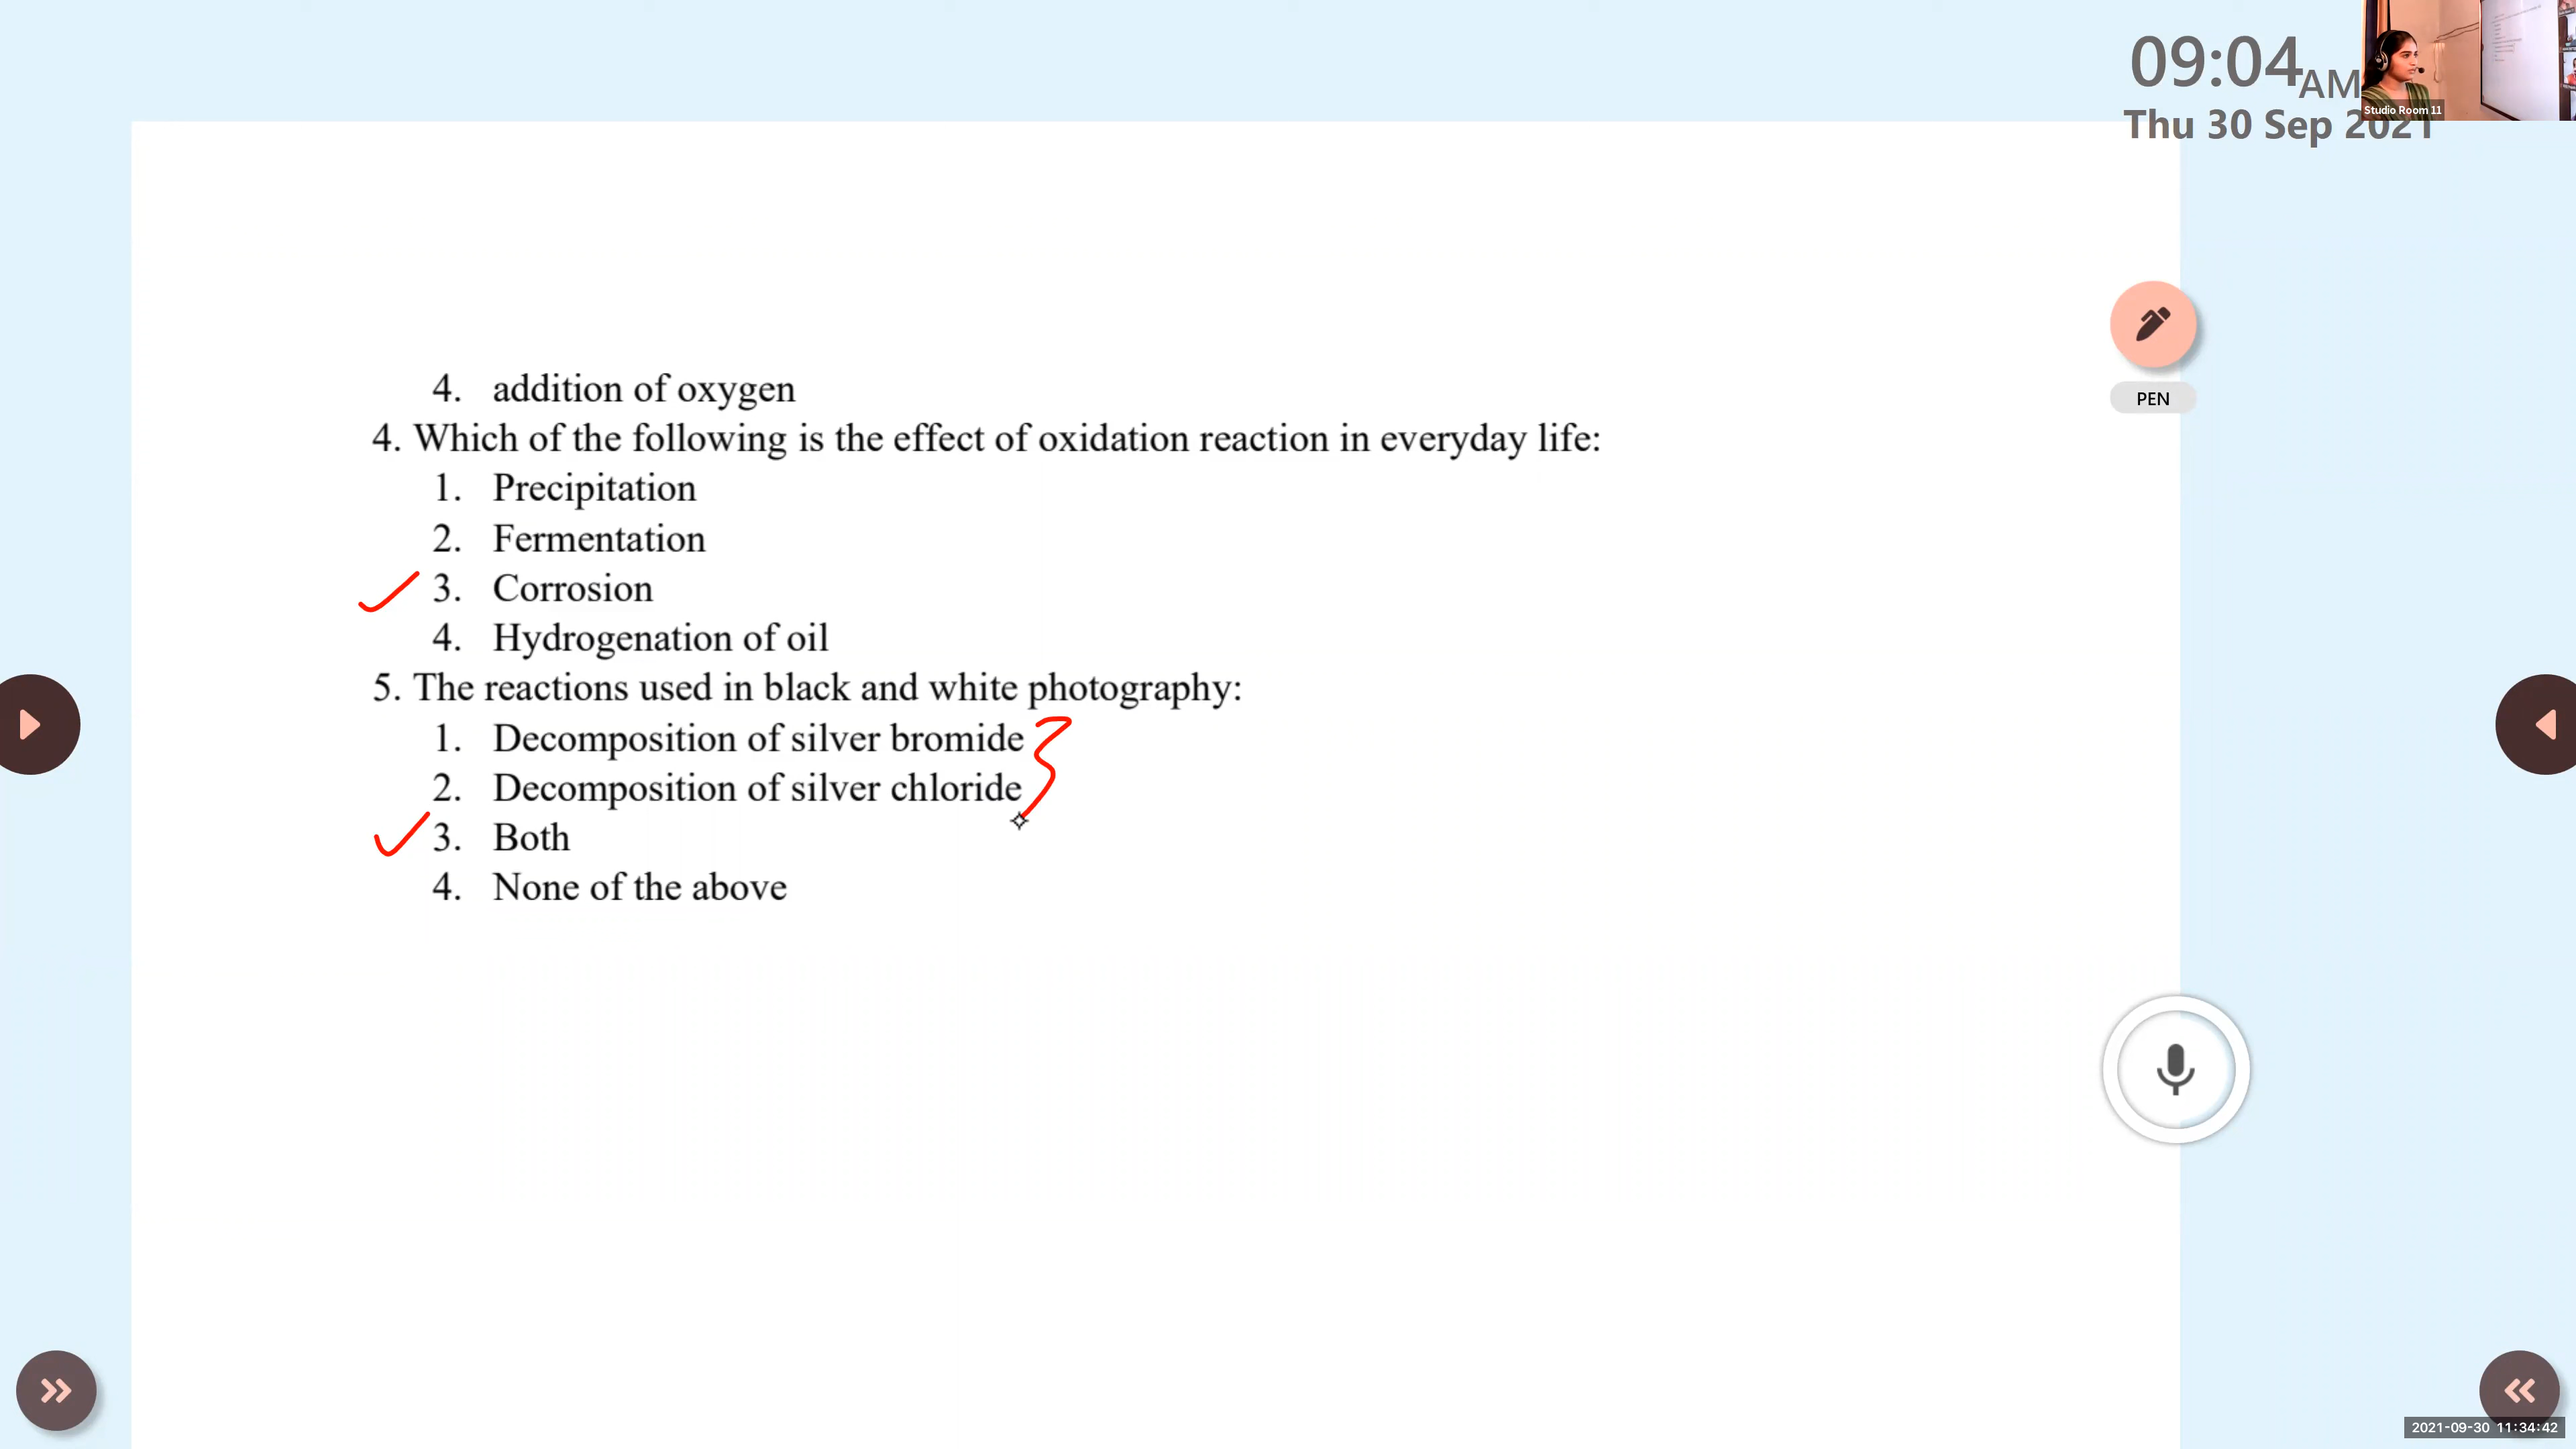 09:04 AM
Studio Room 11
Thu 30 Sep 2021
4. addition of oxygen
4. Which of the following is the effect of oxidation reaction in everyday life:
1. Precipitation
2. Fermentation
3. Corrosion
4. Hydrogenation of oil
5. The reactions used in black and white photography:
1. Decomposition of silver bromide
2. Decomposition of silver chloride
3. Both
4. None of the above
PEN
2021-09-30 11:34:42